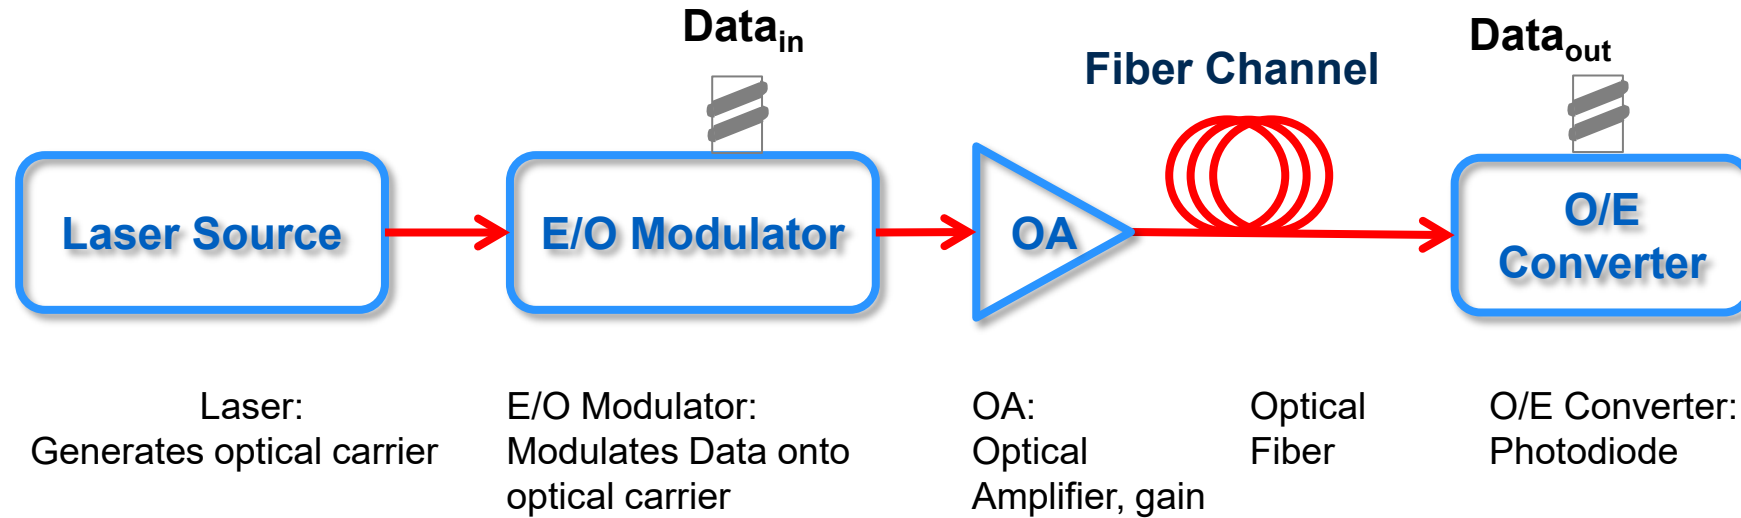 Data_in
Data_out
Fiber Channel
Laser Source
E/O Modulator
OA
O/E
Converter
Laser:
Generates optical carrier
E/O Modulator:
Modulates Data onto
optical carrier
OA:
Optical
Amplifier, gain
Optical
Fiber
O/E Converter:
Photodiode